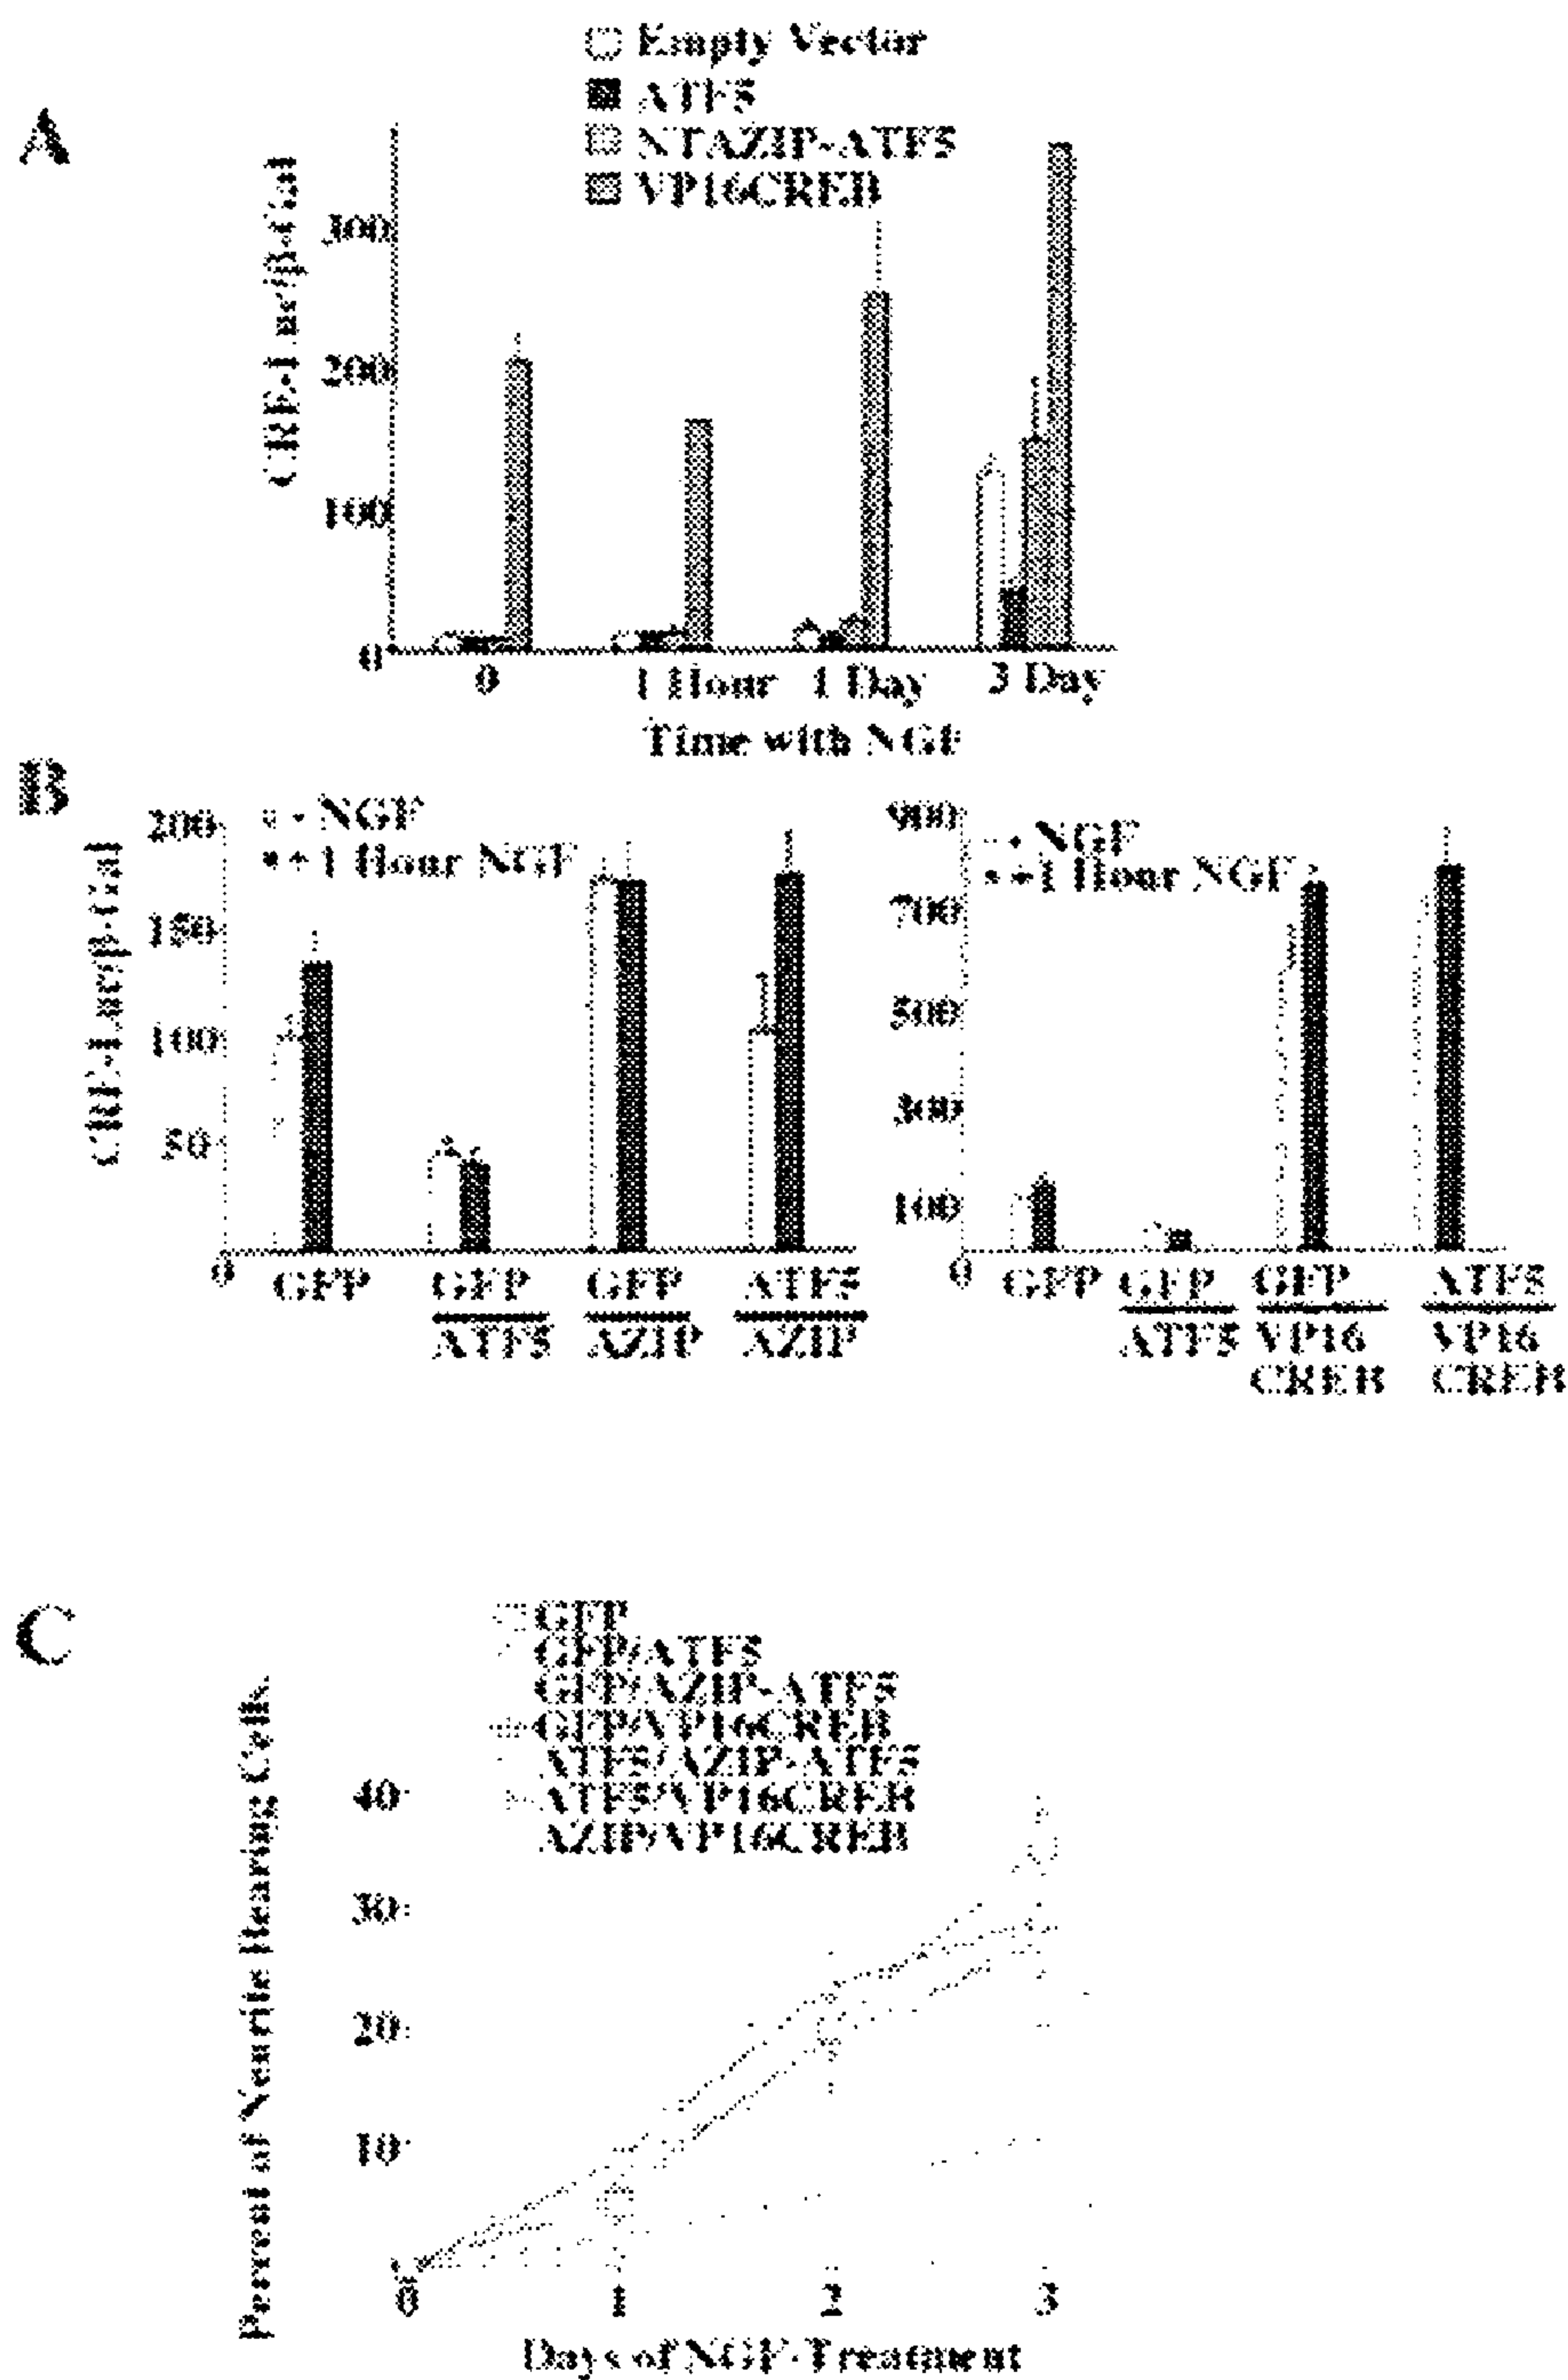 Empty Vector
ATF5
NTAZIP-ATF5
VP16CREB
A
CRE-Luc/β-Gal
300
200
100
0
0 1 Hour 1 Day 3 Day
Time with NGF
B
CRE-Luc/β-Gal
200
150
100
50
0
- NGF
+ 1 Hour NGF
GFP GFP GFP ATF5
ATF5 AZIP AZIP
900
700
500
300
100
0
- NGF
+1 Hour NGF
GFP GFP GFP ATF5
ATF5 VP16 VP16
CREB CREB
C
GFP
GFP/ATF5
GFP/AZIP-ATF5
GFP/VP16CREB
ATF5/AZIP-ATF5
ATF5/VP16CREB
AZIP/VP16CREB
Percent of Neurite Bearing Cells
40
30
20
10
0
0 1 2 3
Days of NGF-Treatment